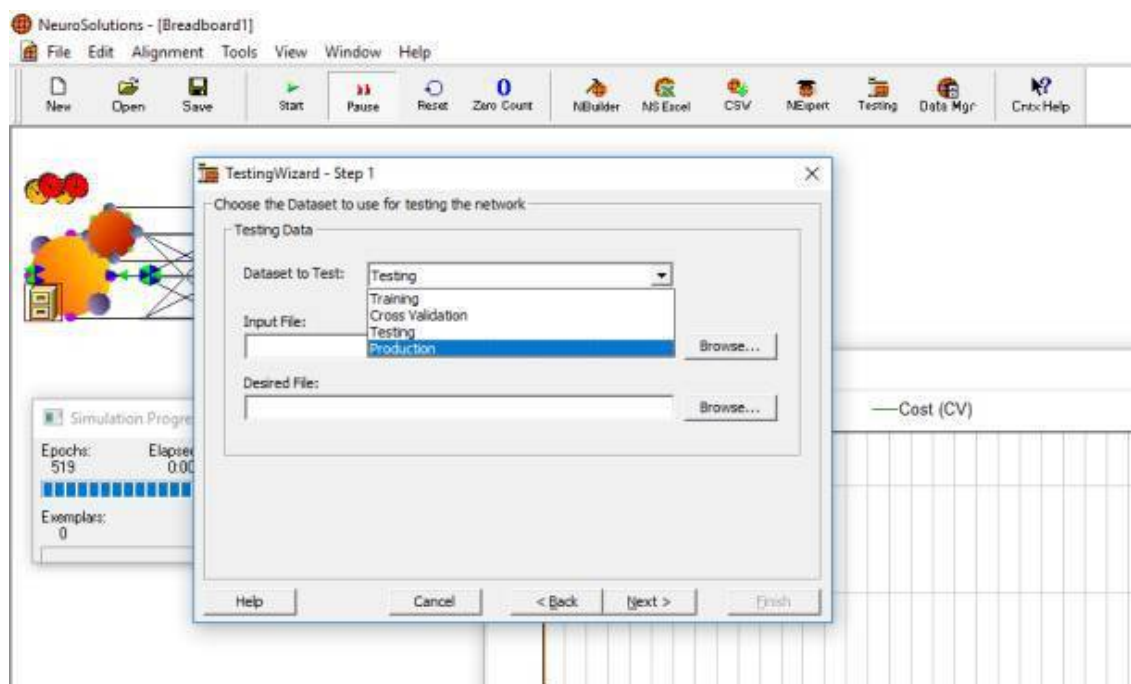 NeuroSolutions - [Breadboard1]
File Edit Alignment Tools View Window Help
New Open Save Start Pause Reset Zero Count NBuilder NS Excel CSV NExpert Testing Data Mgr Cntx Help
TestingWizard - Step 1
Choose the Dataset to use for testing the network
Testing Data
Dataset to Test: Testing
Training
Cross Validation
Testing
Production
Input File:
Browse...
Desired File:
Browse...
Help Cancel < Back Next > Finish
Simulation Progre
Epochs: Elapse
519 0:00
Exemplars:
0
Cost (CV)